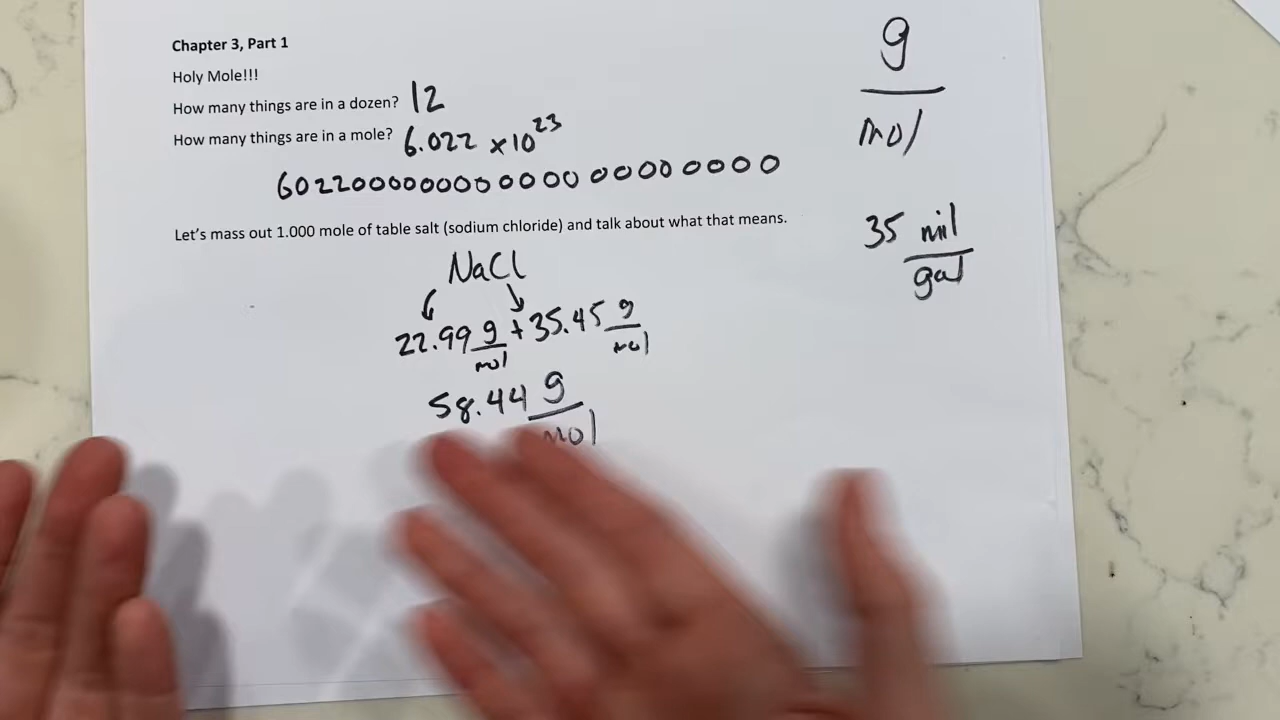 Chapter 3, Part 1
Holy Mole!!!
How many things are in a dozen? 12
How many things are in a mole? 6.022 x10^23
602200000000000000000000
Let's mass out 1.000 mole of table salt (sodium chloride) and talk about what that means.
NaCl
22.99 g/mol + 35.45 g/mol
58.44 g/mol
g
mol
35 mil
gal